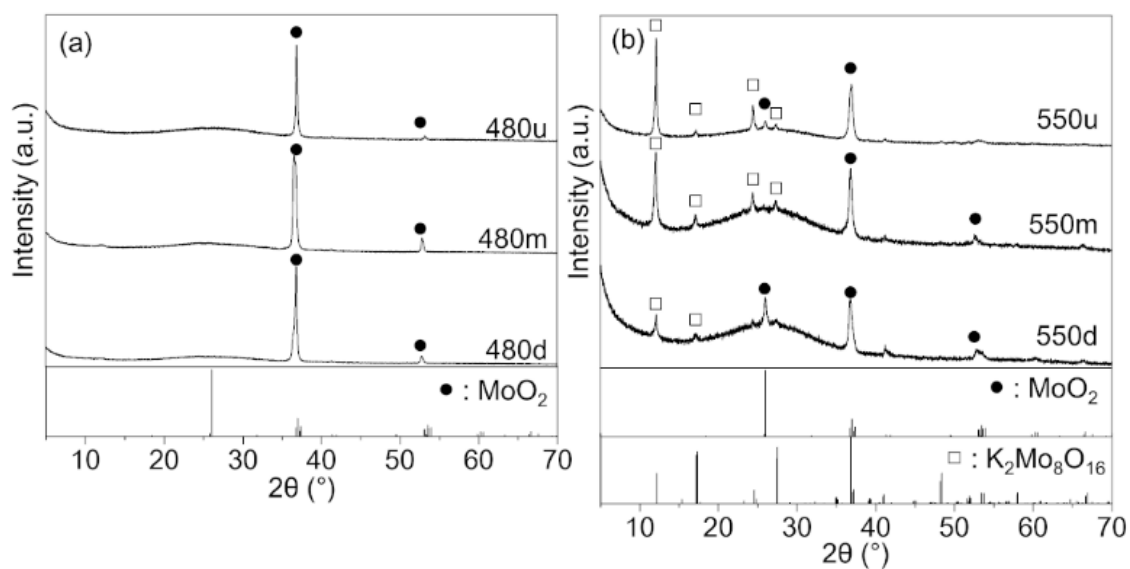 (a)
Intensity (a.u.)
480u
480m
480d
● : MoO₂
10 20 30 40 50 60 70
2θ (°)
(b)
Intensity (a.u.)
550u
550m
550d
● : MoO₂
□ : K₂Mo₈O₁₆
10 20 30 40 50 60 70
2θ (°)